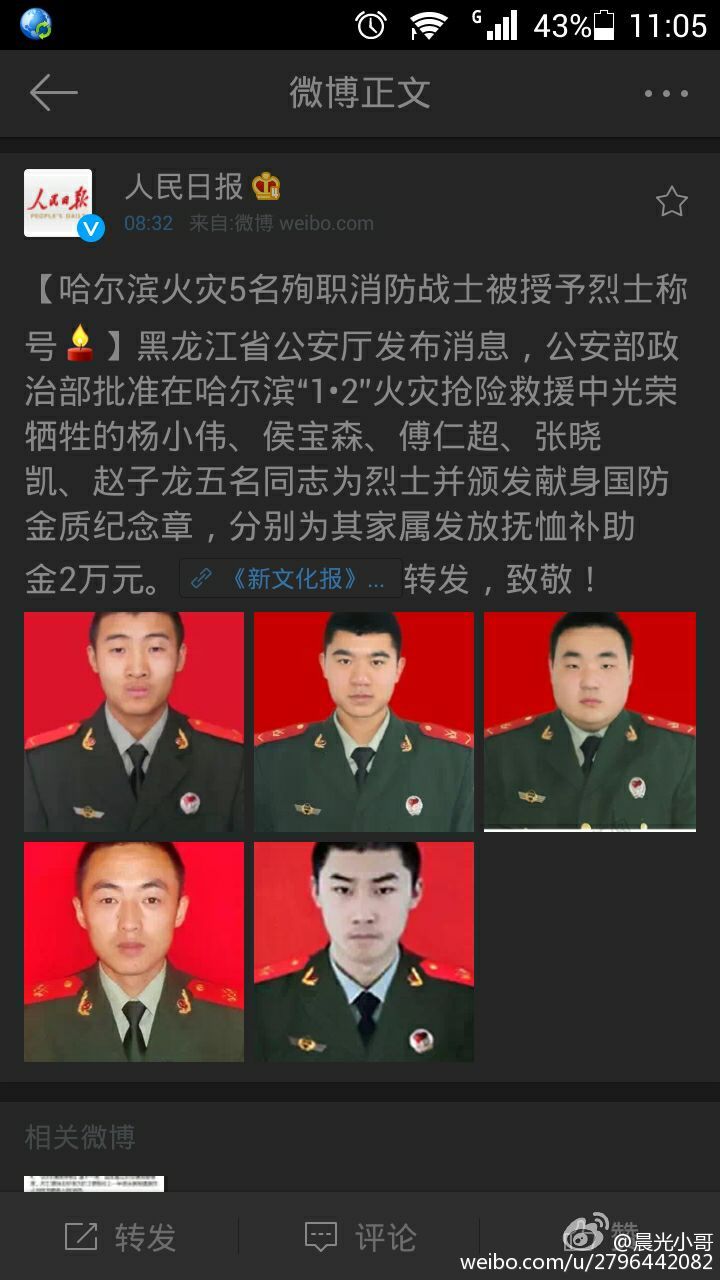 G 43% 11:05
微博正文
人民日报
PEOPLE'S DAILY
人民日报
08:32 来自:微博 weibo.com
【哈尔滨火灾5名殉职消防战士被授予烈士称
号】黑龙江省公安厅发布消息，公安部政
治部批准在哈尔滨“1•2”火灾抢险救援中光荣
牺牲的杨小伟、侯宝森、傅仁超、张晓
凯、赵子龙五名同志为烈士并颁发献身国防
金质纪念章，分别为其家属发放抚恤补助
金2万元。《新文化报》... 转发，致敬！
相关微博
转发 评论 赞
@晨光小哥
weibo.com/u/2796442082